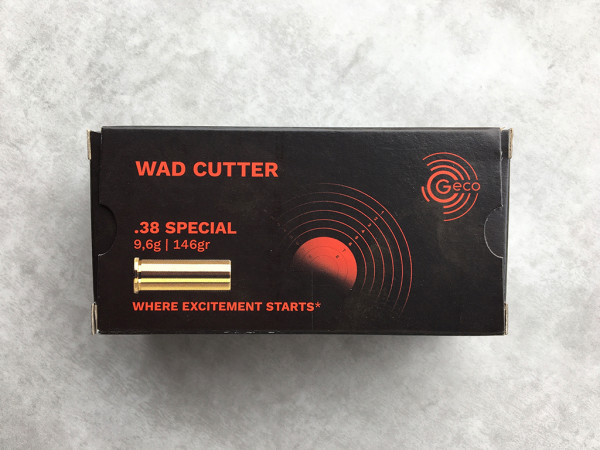 WAD CUTTER
Geco
.38 SPECIAL
9,6g | 146gr
WHERE EXCITEMENT STARTS*